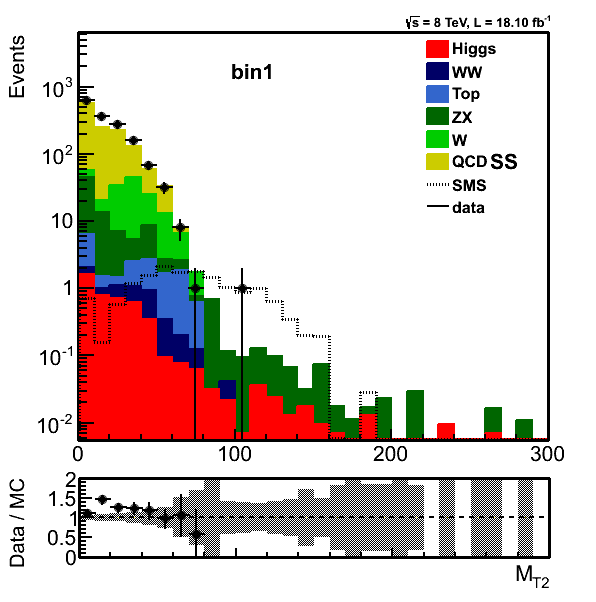 √s = 8 TeV, L = 18.10 fb⁻¹
Events
bin1
Higgs
WW
Top
ZX
W
QCD SS
SMS
data
10³
10²
10
1
10⁻¹
10⁻²
0 100 200 300
Data / MC
2
1.5
1
0.5
0
M_T2